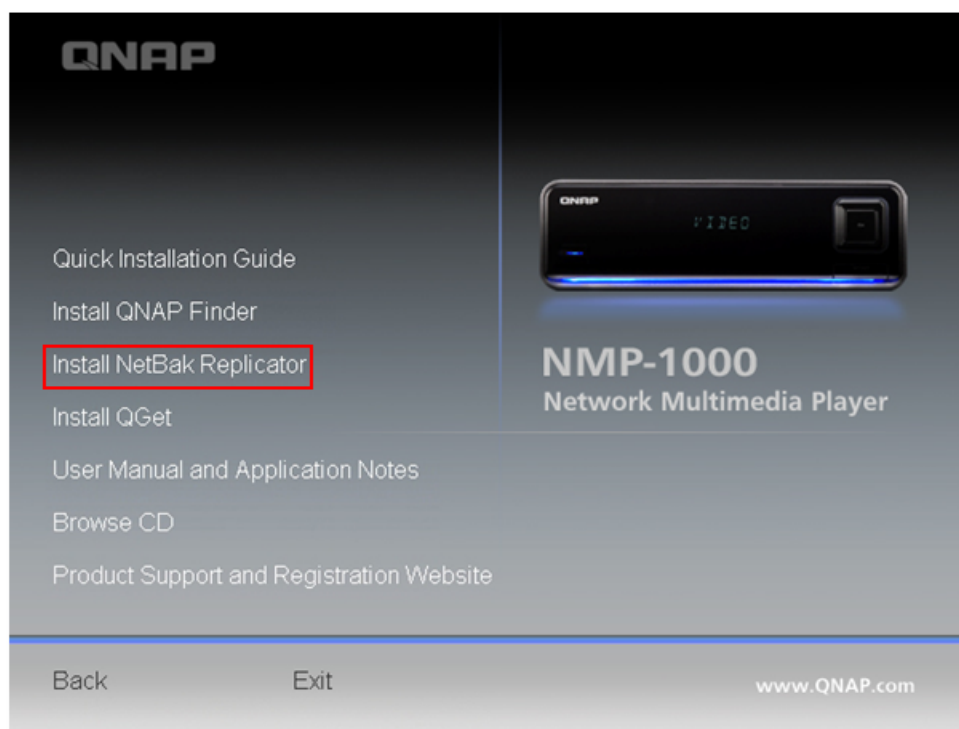 QNAP
QNAP
VIDEO
Quick Installation Guide
Install QNAP Finder
Install NetBak Replicator
Install QGet
User Manual and Application Notes
Browse CD
Product Support and Registration Website
NMP-1000
Network Multimedia Player
Back
Exit
www.QNAP.com